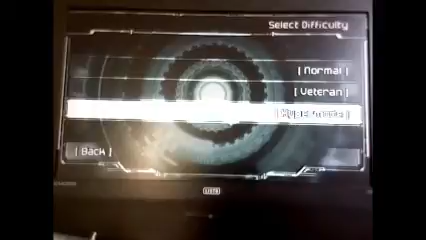 Select Difficulty
[ Normal ]
[ Veteran ]
[ Back ]